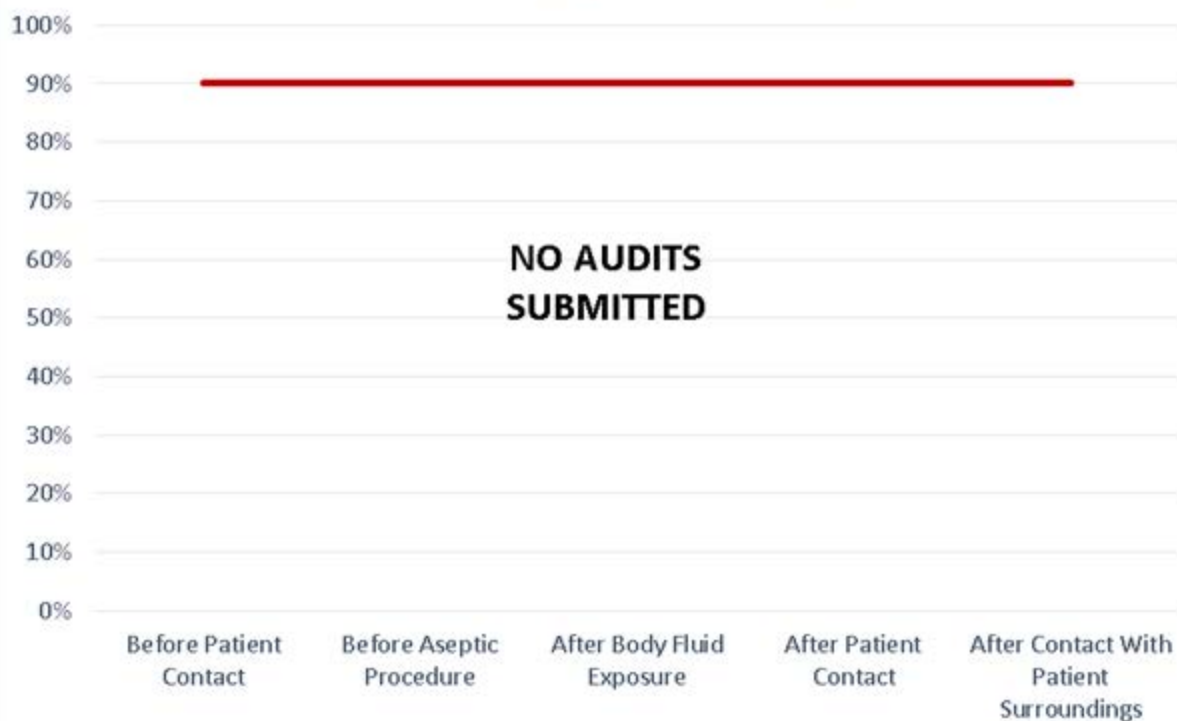 100%
90%
80%
70%
60%
50%
40%
30%
20%
10%
0%
NO AUDITS
SUBMITTED
Before Patient
Contact
Before Aseptic
Procedure
After Body Fluid
Exposure
After Patient
Contact
After Contact With
Patient
Surroundings